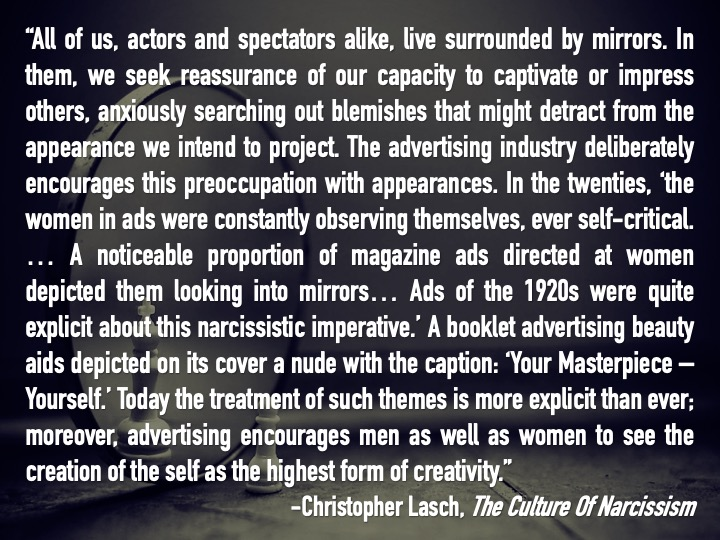 “All of us, actors and spectators alike, live surrounded by mirrors. In
them, we seek reassurance of our capacity to captivate or impress
others, anxiously searching out blemishes that might detract from the
appearance we intend to project. The advertising industry deliberately
encourages this preoccupation with appearances. In the twenties, ‘the
women in ads were constantly observing themselves, ever self-critical.
… A noticeable proportion of magazine ads directed at women
depicted them looking into mirrors… Ads of the 1920s were quite
explicit about this narcissistic imperative.’ A booklet advertising beauty
aids depicted on its cover a nude with the caption: ‘Your Masterpiece –
Yourself.’ Today the treatment of such themes is more explicit than ever;
moreover, advertising encourages men as well as women to see the
creation of the self as the highest form of creativity.”
-Christopher Lasch, The Culture Of Narcissism